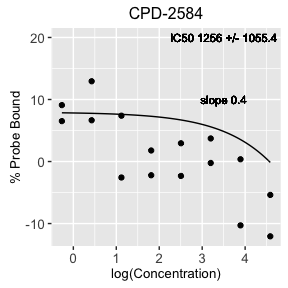 CPD-2584
IC50 1256 +/- 1055.4
slope 0.4
% Probe Bound
20
10
0
-10
0 1 2 3 4
log(Concentration)